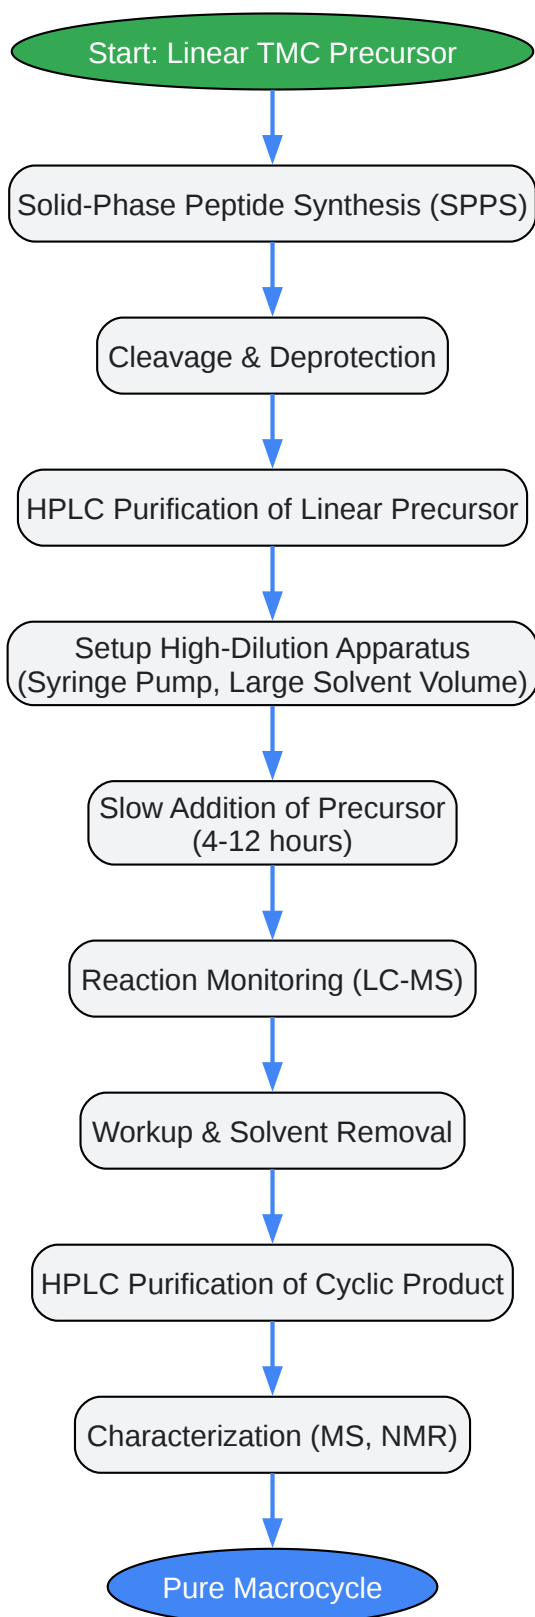 Start: Linear TMC Precursor
Solid-Phase Peptide Synthesis (SPPS)
Cleavage & Deprotection
HPLC Purification of Linear Precursor
Setup High-Dilution Apparatus
(Syringe Pump, Large Solvent Volume)
Slow Addition of Precursor
(4-12 hours)
Reaction Monitoring (LC-MS)
Workup & Solvent Removal
HPLC Purification of Cyclic Product
Characterization (MS, NMR)
Pure Macrocycle